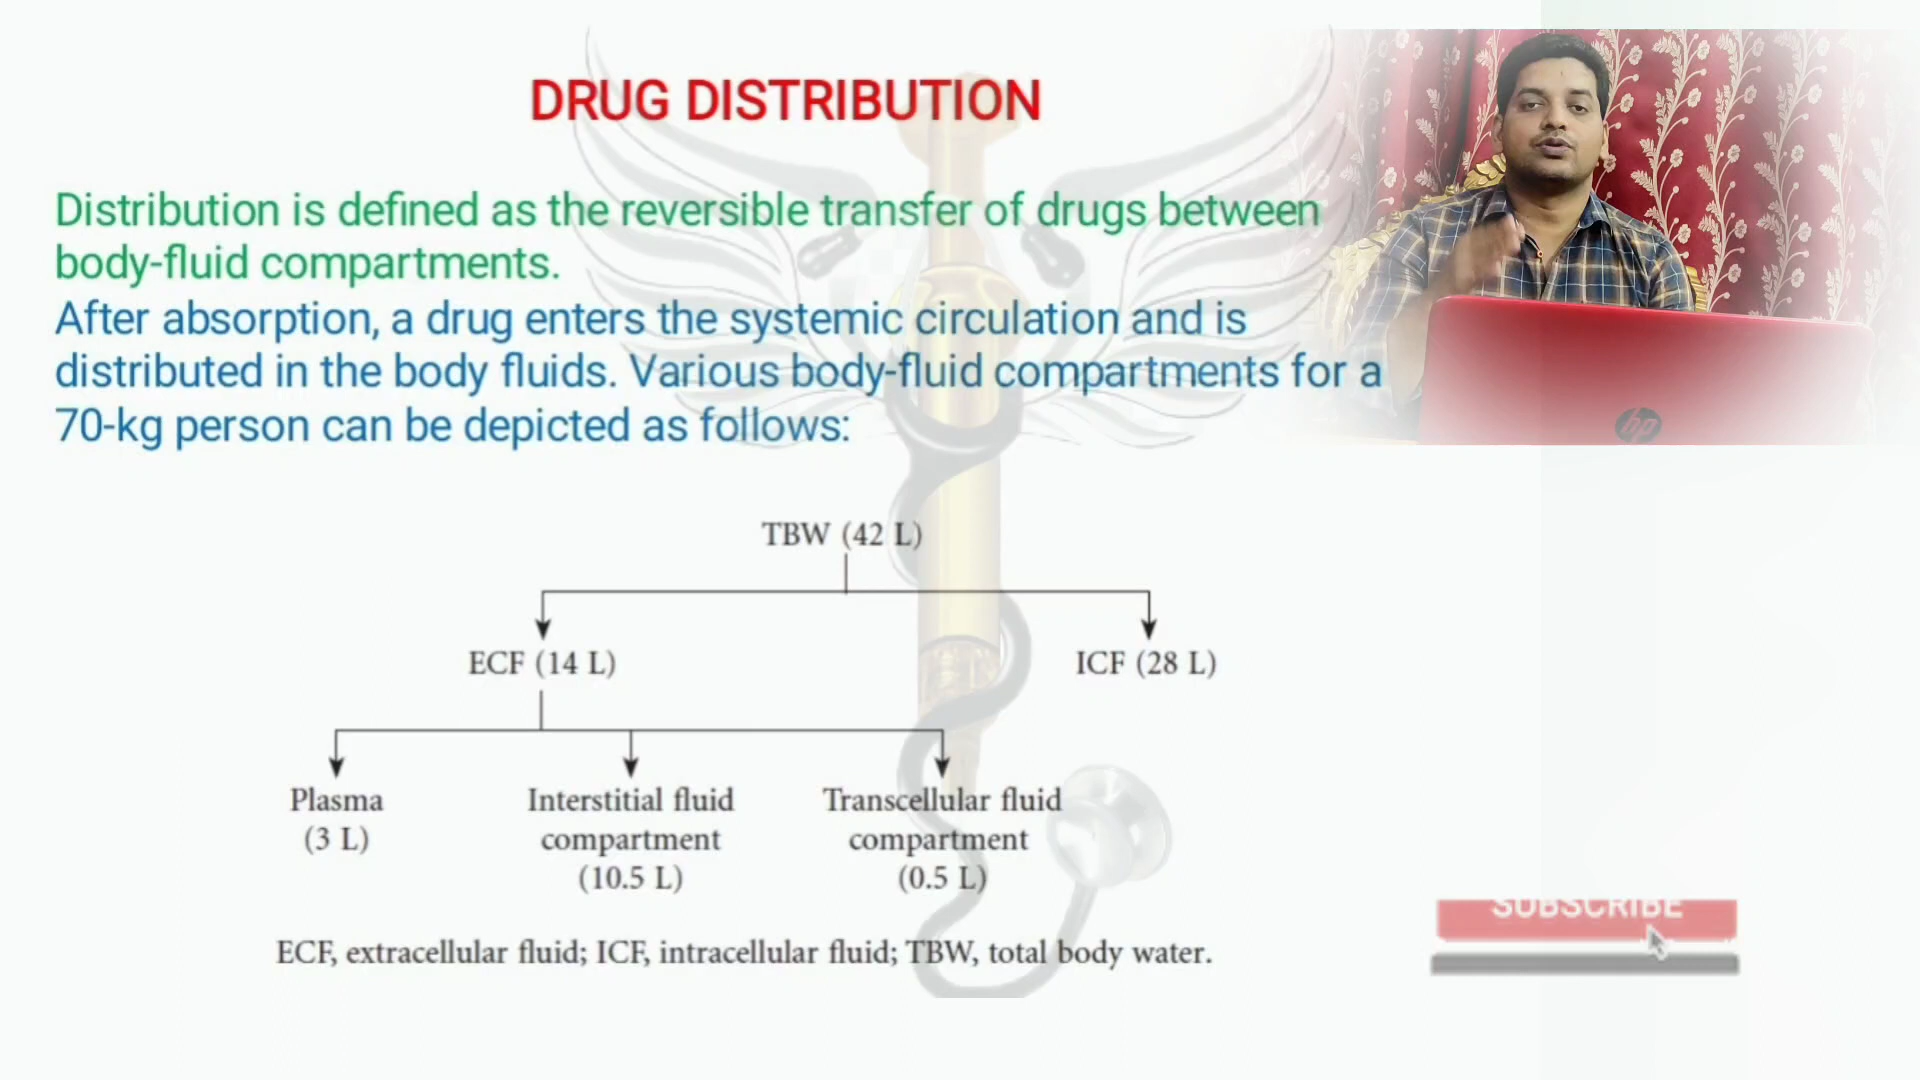 DRUG DISTRIBUTION
Distribution is defined as the reversible transfer of drugs between
body-fluid compartments.
After absorption, a drug enters the systemic circulation and is
distributed in the body fluids. Various body-fluid compartments for a
70-kg person can be depicted as follows:
hp
TBW (42 L)
ECF (14 L)
ICF (28 L)
Plasma
(3 L)
Interstitial fluid
compartment
(10.5 L)
Transcellular fluid
compartment
(0.5 L)
ECF, extracellular fluid; ICF, intracellular fluid; TBW, total body water.
SUBSCRIBE